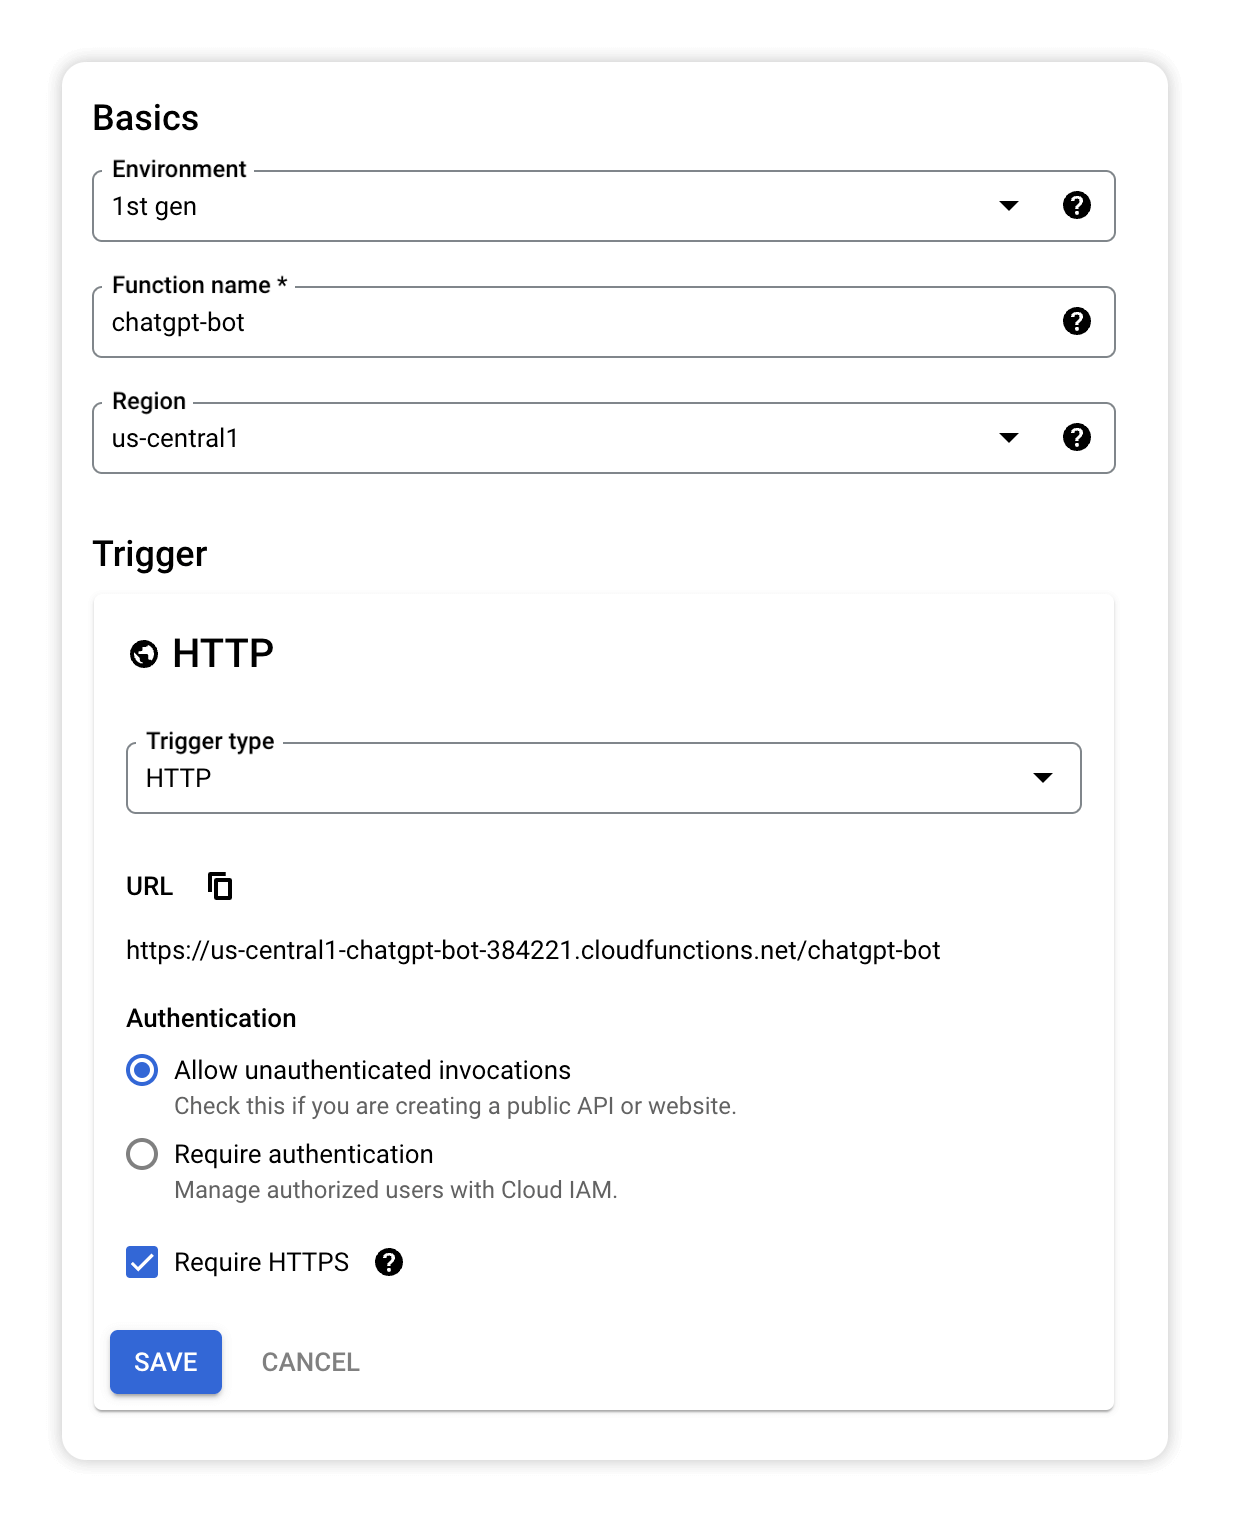 Basics
Environment
1st gen
Function name *
chatgpt-bot
Region
us-central1
Trigger
HTTP
Trigger type
HTTP
URL
https://us-central1-chatgpt-bot-384221.cloudfunctions.net/chatgpt-bot
Authentication
Allow unauthenticated invocations
Check this if you are creating a public API or website.
Require authentication
Manage authorized users with Cloud IAM.
Require HTTPS
SAVE CANCEL